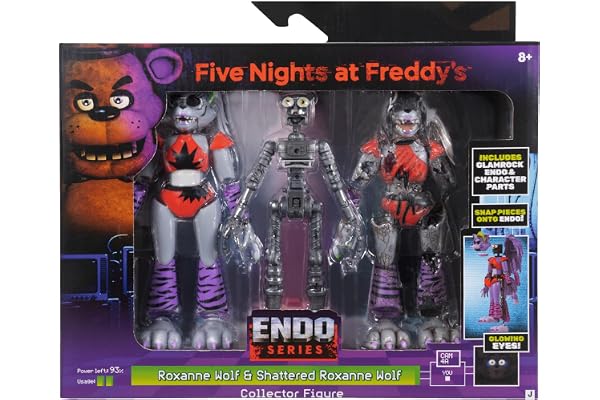 Five Nights at Freddy's
8+
INCLUDES
GLAMROCK
ENDO &
CHARACTER
PARTS
SNAP PIECES
ONTO ENDO!
GLOWING
EYES!
ENDO
SERIES
Power left: 93%
Usage:
CAM
4A
YOU
Roxanne Wolf & Shattered Roxanne Wolf
Collector Figure
J